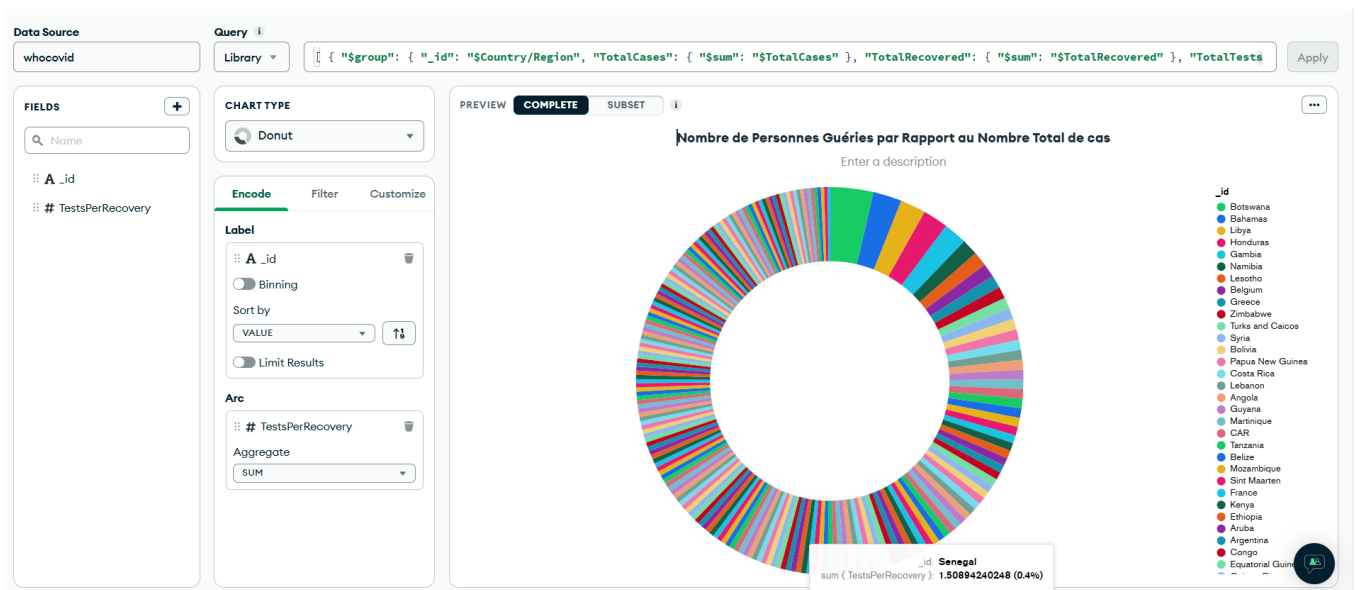 Data Source
Query i
whocovid
Library
[ { "$group": { "_id": "$Country/Region", "TotalCases": { "$sum": "$TotalCases" }, "TotalRecovered": { "$sum": "$TotalRecovered" }, "TotalTests
Apply
FIELDS
+
Name
A _id
# TestsPerRecovery
CHART TYPE
Donut
Encode Filter Customize
Label
A _id
Binning
Sort by
VALUE
Limit Results
Arc
# TestsPerRecovery
Aggregate
SUM
PREVIEW COMPLETE SUBSET i
Nombre de Personnes Guéries par Rapport au Nombre Total de cas
Enter a description
_id
Botswana
Bahamas
Libya
Honduras
Gambia
Namibia
Lesotho
Belgium
Greece
Zimbabwe
Turks and Caicos
Syria
Bolivia
Papua New Guinea
Costa Rica
Lebanon
Angola
Guyana
Martinique
CAR
Tanzania
Belize
Mozambique
Sint Maarten
France
Kenya
Ethiopia
Aruba
Argentina
Congo
Equatorial Guine
_id: Senegal
sum ( TestsPerRecovery ): 1.50894240248 (0.4%)